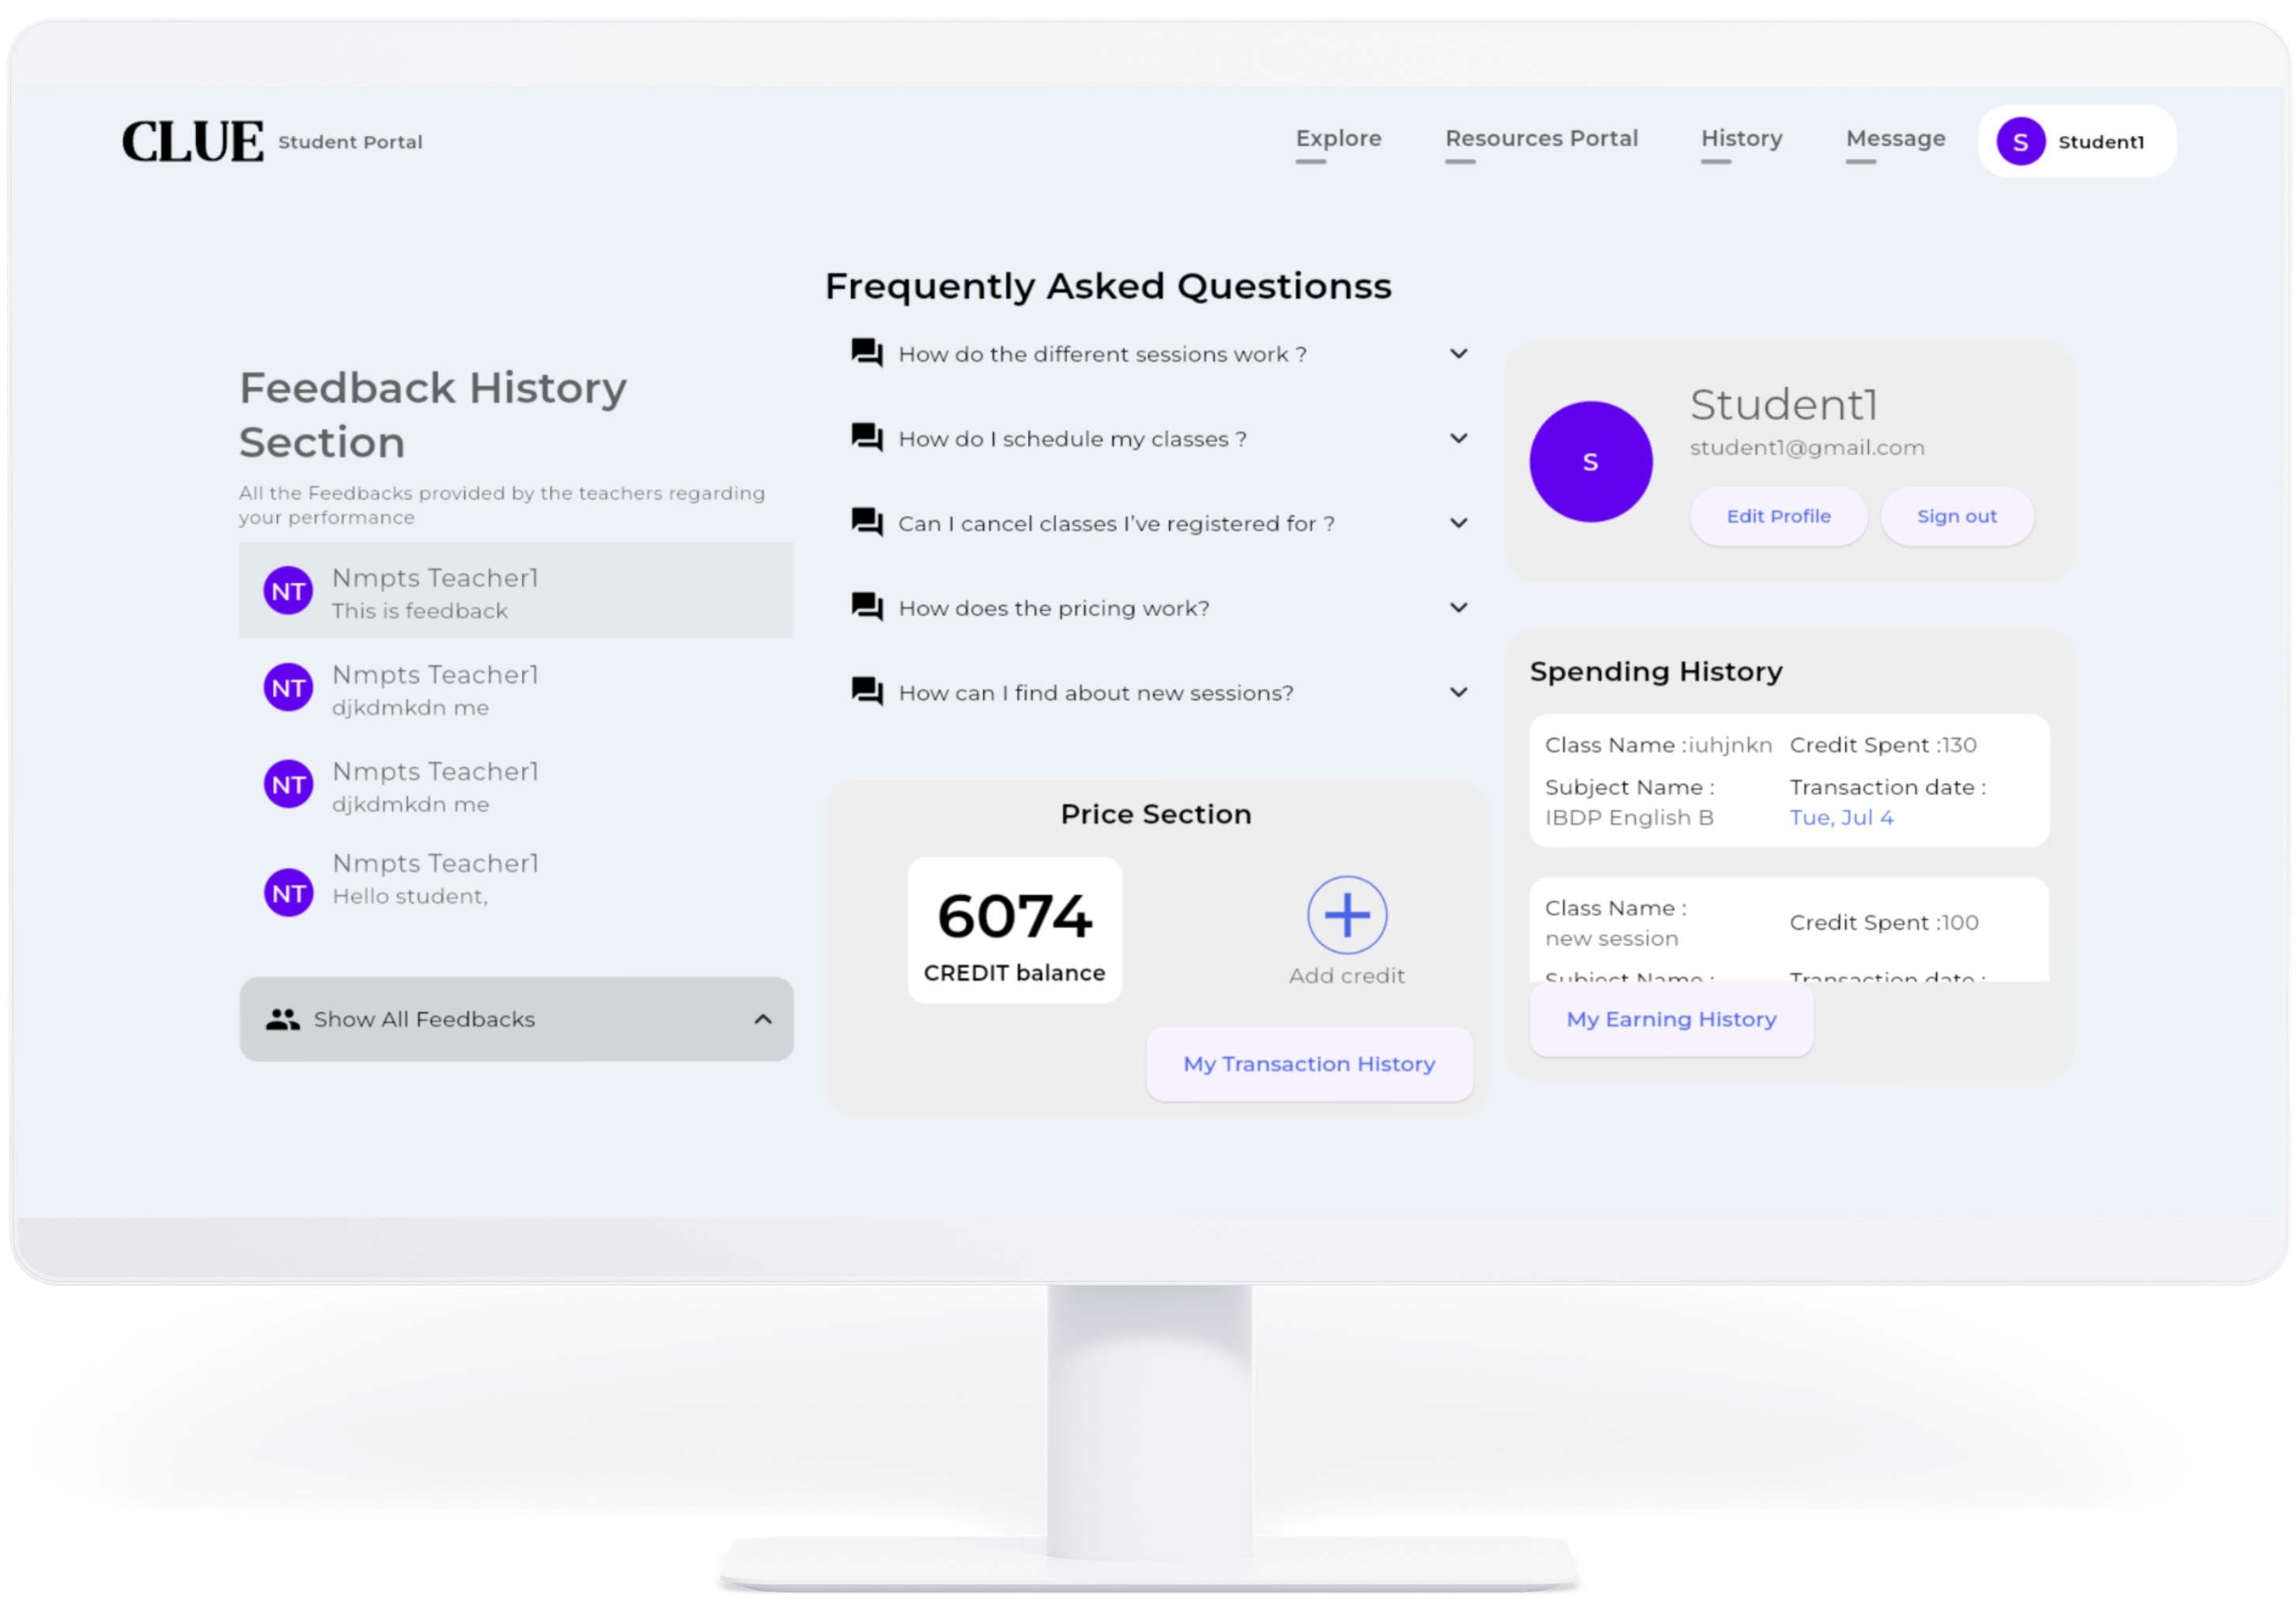 CLUE Student Portal
Explore
Resources Portal
History
Message
S Student1
Feedback History
Section
All the Feedbacks provided by the teachers regarding
your performance
NT
Nmpts Teacher1
This is feedback
NT
Nmpts Teacher1
djkdmkdn me
NT
Nmpts Teacher1
djkdmkdn me
NT
Nmpts Teacher1
Hello student,
Show All Feedbacks
Frequently Asked Questionss
How do the different sessions work ?
How do I schedule my classes ?
Can I cancel classes I've registered for ?
How does the pricing work?
How can I find about new sessions?
Price Section
6074
CREDIT balance
Add credit
My Transaction History
S
Student1
student1@gmail.com
Edit Profile
Sign out
Spending History
Class Name :iuhjnkn
Credit Spent :130
Subject Name :
IBDP English B
Transaction date :
Tue, Jul 4
Class Name :
new session
Credit Spent :100
Subject Name :
Transaction date :
My Earning History